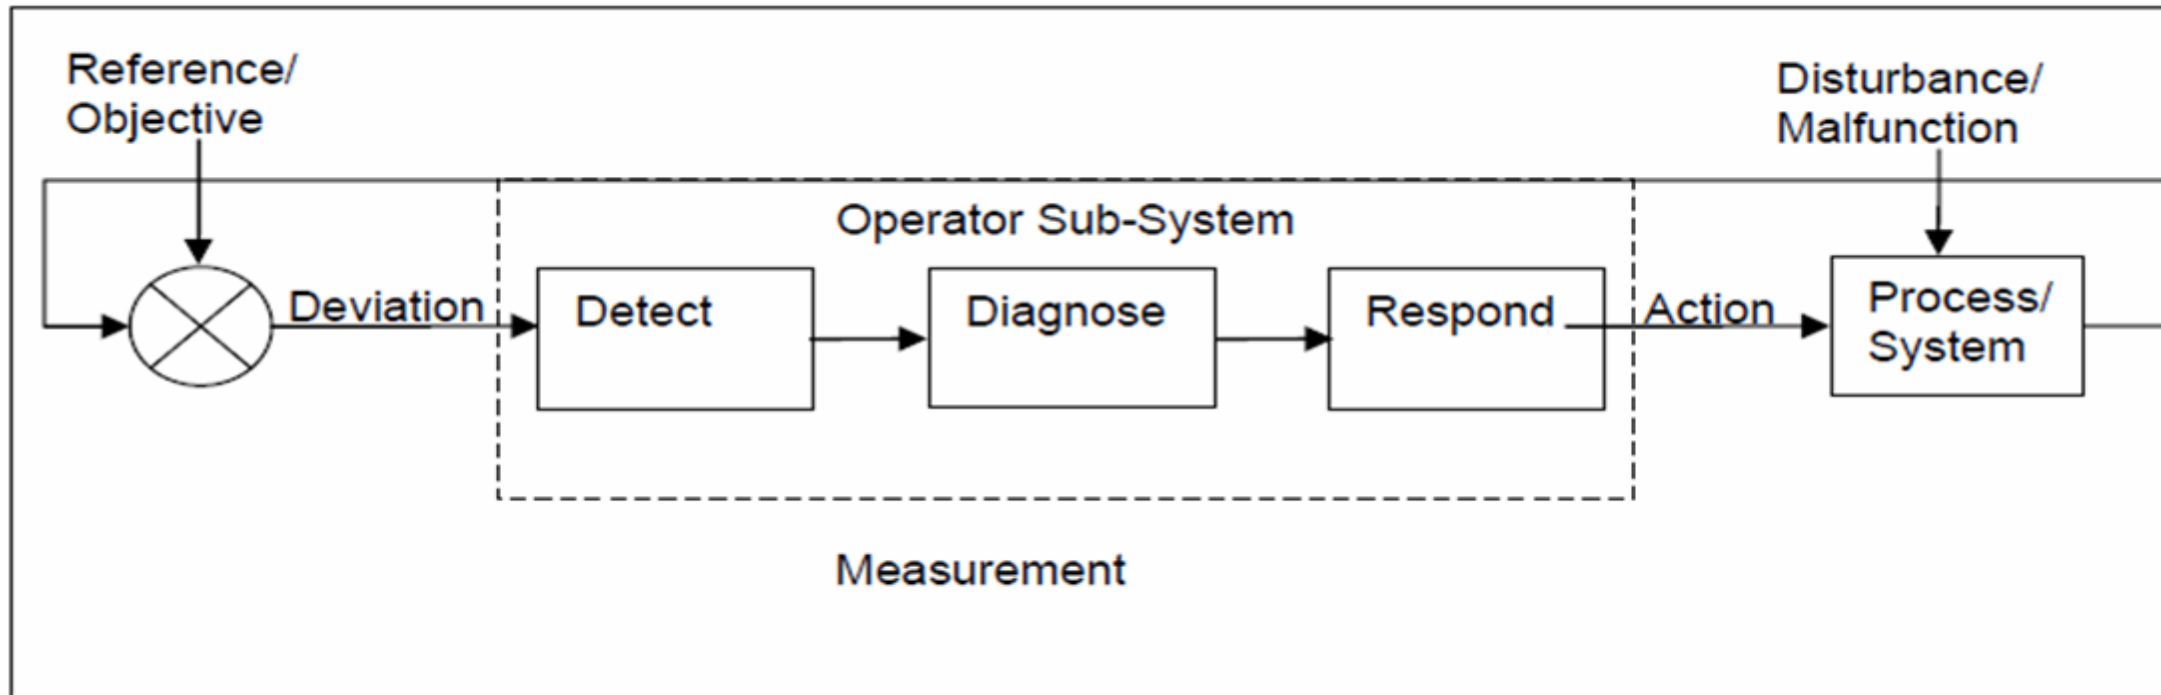 Reference/
Objective
Disturbance/
Malfunction
Operator Sub-System
Deviation
Detect
Diagnose
Respond
Action
Process/
System
Measurement